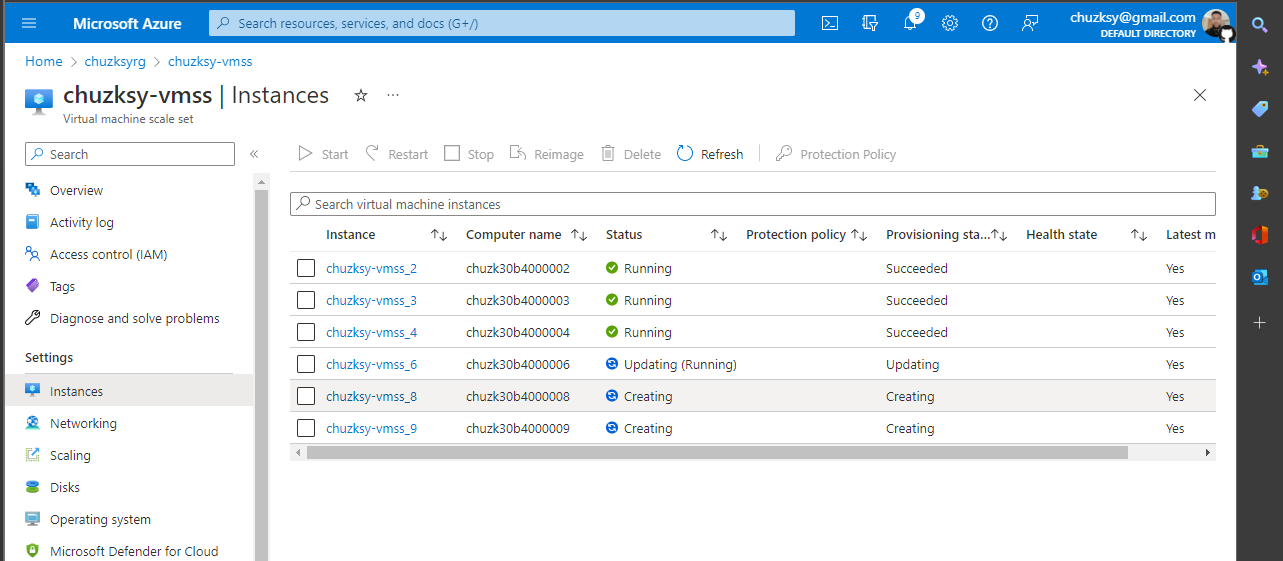 Microsoft Azure
Search resources, services, and docs (G+/)
9
chuzksy@gmail.com
DEFAULT DIRECTORY
Home > chuzksyrg > chuzksy-vmss
chuzksy-vmss | Instances
Virtual machine scale set
Search
Start Restart Stop Reimage Delete Refresh Protection Policy
Overview
Activity log
Access control (IAM)
Tags
Diagnose and solve problems
Settings
Instances
Networking
Scaling
Disks
Operating system
Microsoft Defender for Cloud
Search virtual machine instances
Instance Computer name Status Protection policy Provisioning sta... Health state Latest m
chuzksy-vmss_2 chuzk30b4000002 Running Succeeded Yes
chuzksy-vmss_3 chuzk30b4000003 Running Succeeded Yes
chuzksy-vmss_4 chuzk30b4000004 Running Succeeded Yes
chuzksy-vmss_6 chuzk30b4000006 Updating (Running) Updating Yes
chuzksy-vmss_8 chuzk30b4000008 Creating Creating Yes
chuzksy-vmss_9 chuzk30b4000009 Creating Creating Yes